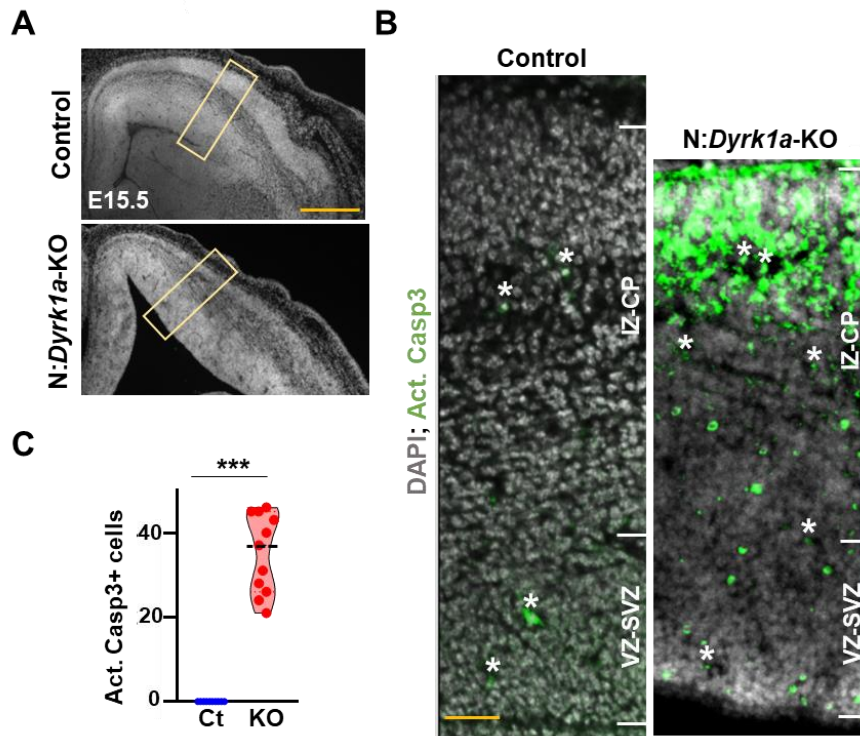 A
Control
E15.5
N:Dyrk1a-KO
B
Control
N:Dyrk1a-KO
DAPI; Act. Casp3
* *
* *
IZ-CP
* *
* *
IZ-CP
*
*
VZ-SVZ
*
*
VZ-SVZ
C
***
Act. Casp3+ cells
40
20
0
Ct KO